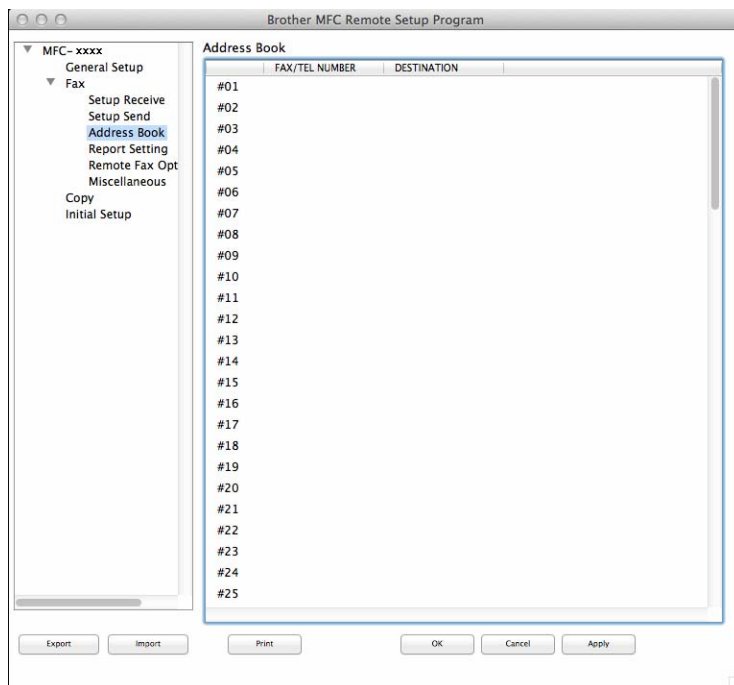 Brother MFC Remote Setup Program
MFC- xxxx
General Setup
Fax
Setup Receive
Setup Send
Address Book
Report Setting
Remote Fax Opt
Miscellaneous
Copy
Initial Setup
Address Book
FAX/TEL NUMBER DESTINATION
#01
#02
#03
#04
#05
#06
#07
#08
#09
#10
#11
#12
#13
#14
#15
#16
#17
#18
#19
#20
#21
#22
#23
#24
#25
Export Import Print OK Cancel Apply